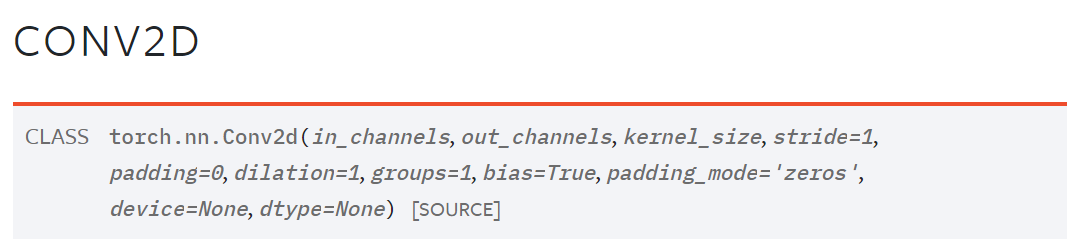 CONV2D
CLASS torch.nn.Conv2d(in_channels, out_channels, kernel_size, stride=1,
padding=0, dilation=1, groups=1, bias=True, padding_mode='zeros',
device=None, dtype=None) [SOURCE]